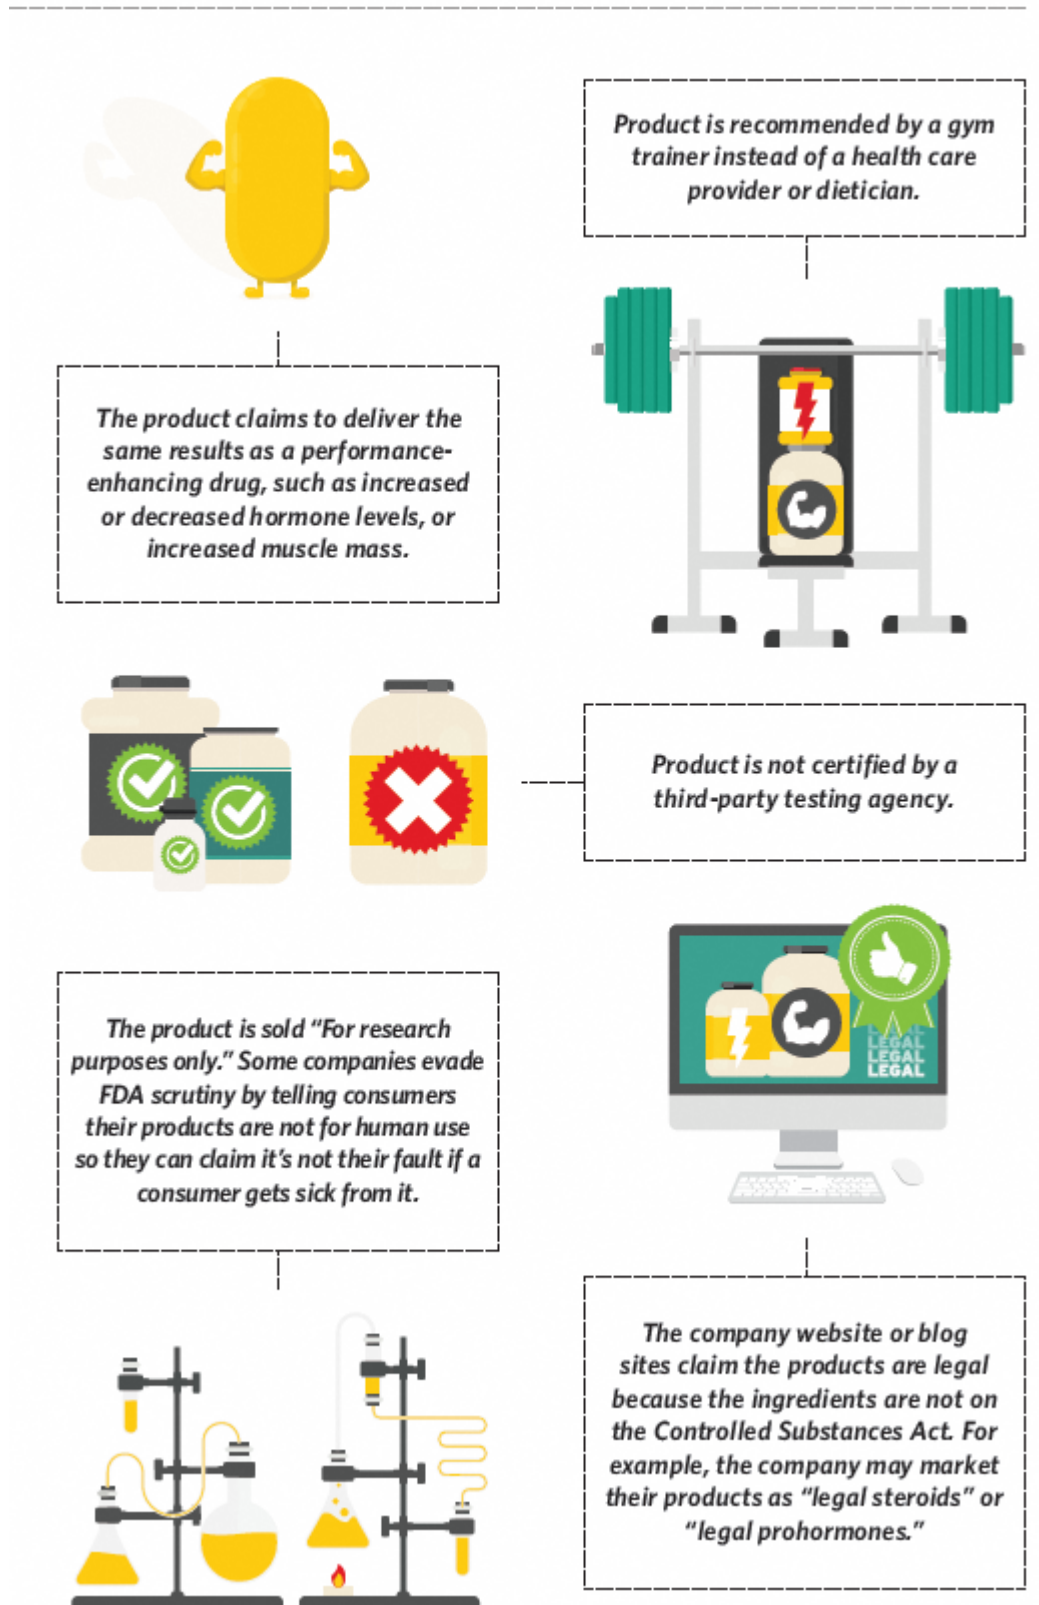 Product is recommended by a gym
trainer instead of a health care
provider or dietician.
The product claims to deliver the
same results as a performance-
enhancing drug, such as increased
or decreased hormone levels, or
increased muscle mass.
Product is not certified by a
third-party testing agency.
LEGAL
LEGAL
LEGAL
LEGAL
The product is sold “For research
purposes only.” Some companies evade
FDA scrutiny by telling consumers
their products are not for human use
so they can claim it’s not their fault if a
consumer gets sick from it.
The company website or blog
sites claim the products are legal
because the ingredients are not on
the Controlled Substances Act. For
example, the company may market
their products as “legal steroids” or
“legal prohormones.”